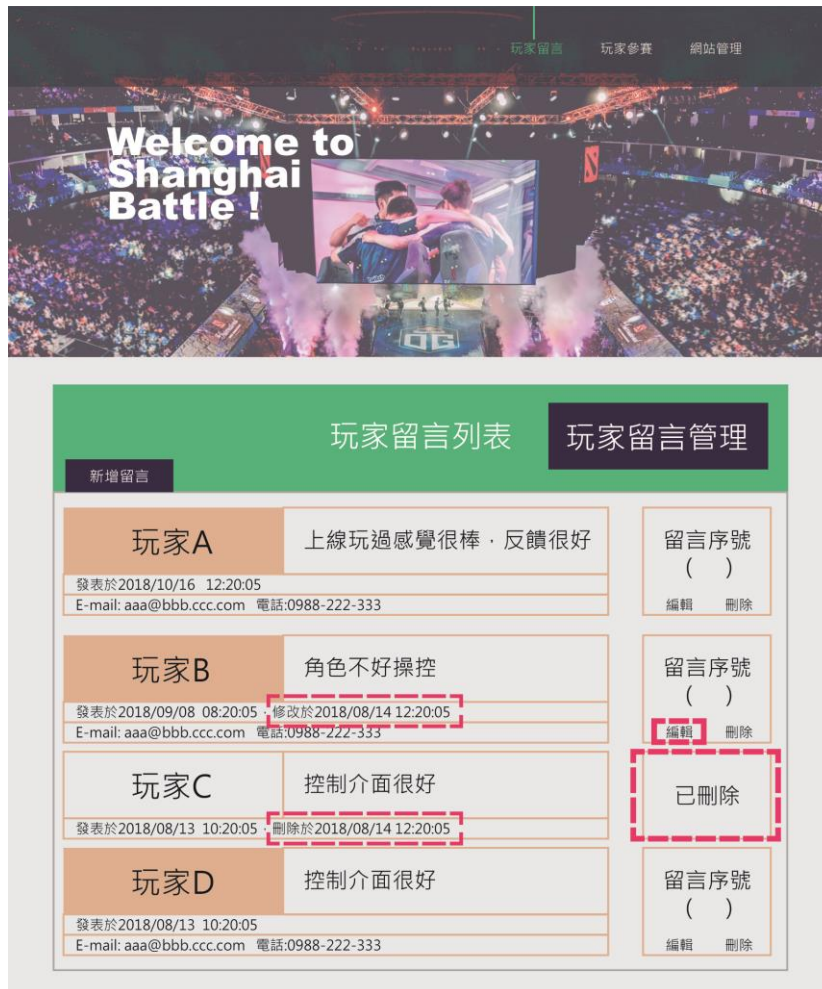 玩家留言 玩家參賽 網站管理
Welcome to
Shanghai
Battle !
OG
玩家留言列表 玩家留言管理
新增留言
玩家A 上線玩過感覺很棒，反饋很好 留言序號
( )
發表於2018/10/16 12:20:05
E-mail: aaa@bbb.ccc.com 電話:0988-222-333 編輯 刪除
玩家B 角色不好操控 留言序號
( )
發表於2018/09/08 08:20:05，修改於2018/08/14 12:20:05
E-mail: aaa@bbb.ccc.com 電話:0988-222-333 編輯 刪除
玩家C 控制介面很好 已刪除
發表於2018/08/13 10:20:05，刪除於2018/08/14 12:20:05
玩家D 控制介面很好 留言序號
( )
發表於2018/08/13 10:20:05
E-mail: aaa@bbb.ccc.com 電話:0988-222-333 編輯 刪除